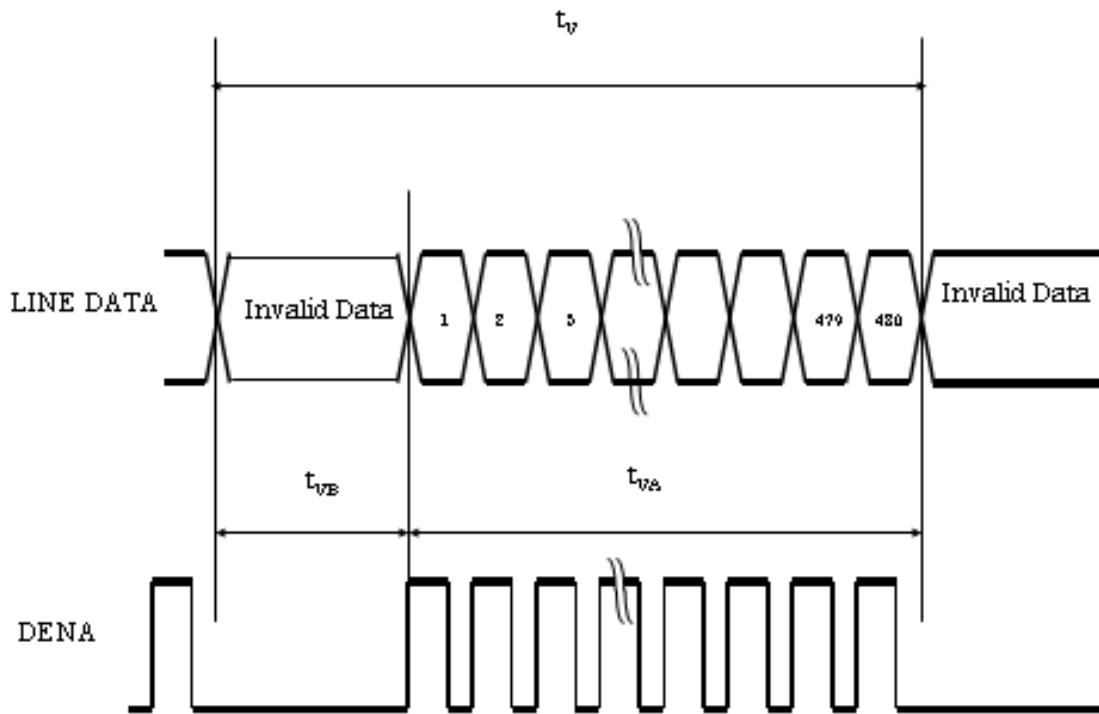 tV
LINE DATA
Invalid Data
1
2
3
479
480
Invalid Data
tVB
tVA
DENA